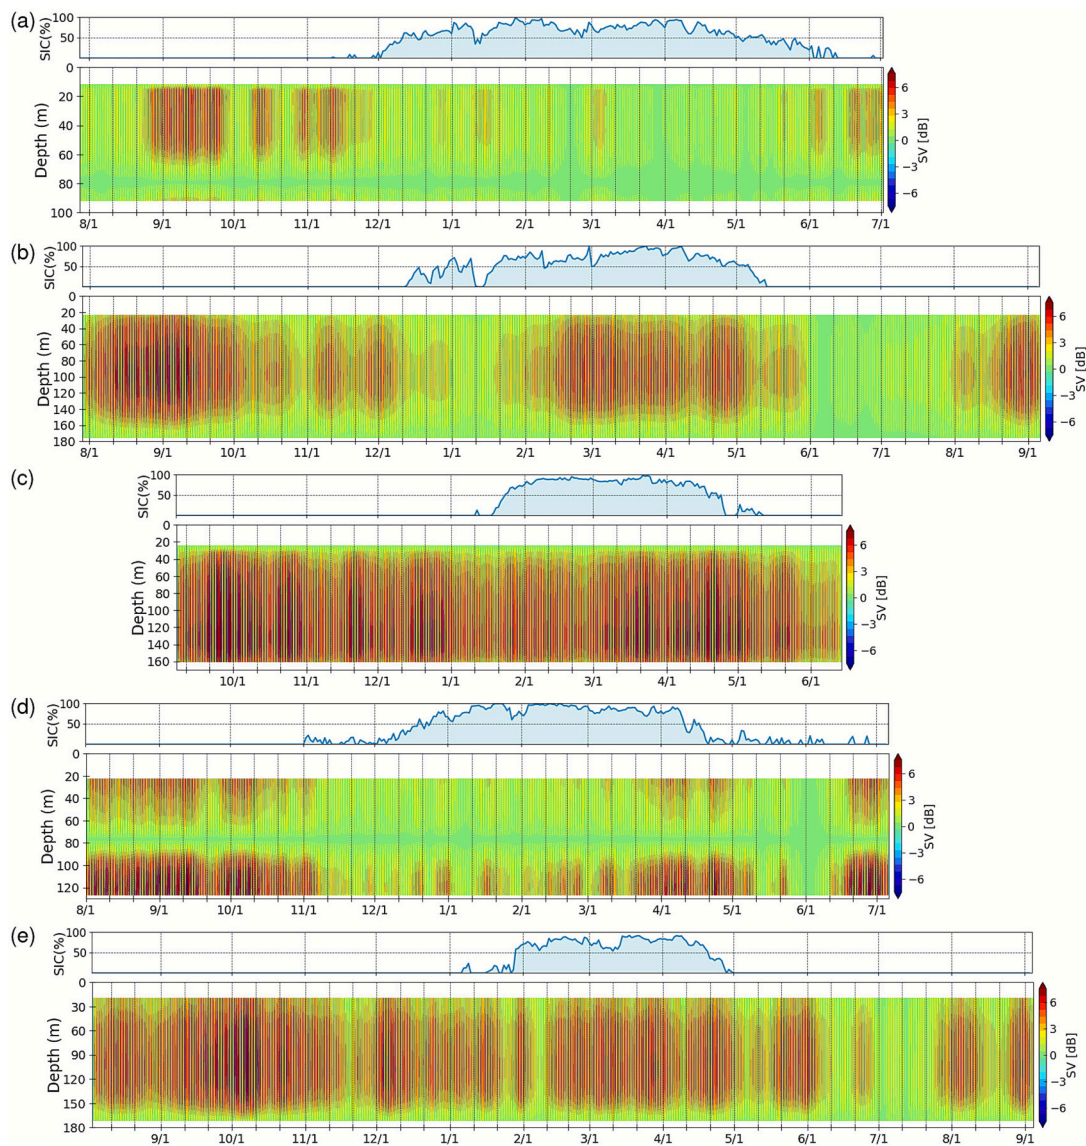 (a)
SIC(%)
100
50
Depth (m)
0
20
40
60
80
100
8/1 9/1 10/1 11/1 12/1 1/1 2/1 3/1 4/1 5/1 6/1 7/1
6
3
0
−3
−6
SV [dB]
(b)
SIC(%)
100
50
Depth (m)
0
20
40
60
80
100
120
140
160
180
8/1 9/1 10/1 11/1 12/1 1/1 2/1 3/1 4/1 5/1 6/1 7/1 8/1 9/1
6
3
0
−3
−6
SV [dB]
(c)
SIC(%)
100
50
Depth (m)
0
20
40
60
80
100
120
140
160
10/1 11/1 12/1 1/1 2/1 3/1 4/1 5/1 6/1
6
3
0
−3
−6
SV [dB]
(d)
SIC(%)
100
50
Depth (m)
0
20
40
60
80
100
120
8/1 9/1 10/1 11/1 12/1 1/1 2/1 3/1 4/1 5/1 6/1 7/1
6
3
0
−3
−6
SV [dB]
(e)
SIC(%)
100
50
Depth (m)
0
30
60
90
120
150
180
9/1 10/1 11/1 12/1 1/1 2/1 3/1 4/1 5/1 6/1 7/1 8/1 9/1
6
3
0
−3
−6
SV [dB]